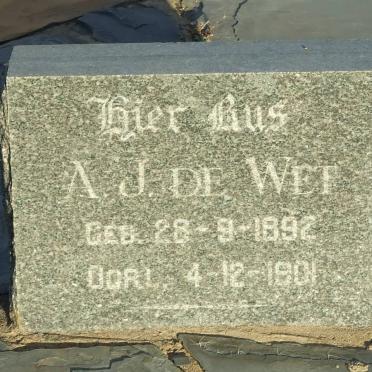 Hier Rus
A. J. DE WET
GEB. 28-9-1892
OORL. 4-12-1901